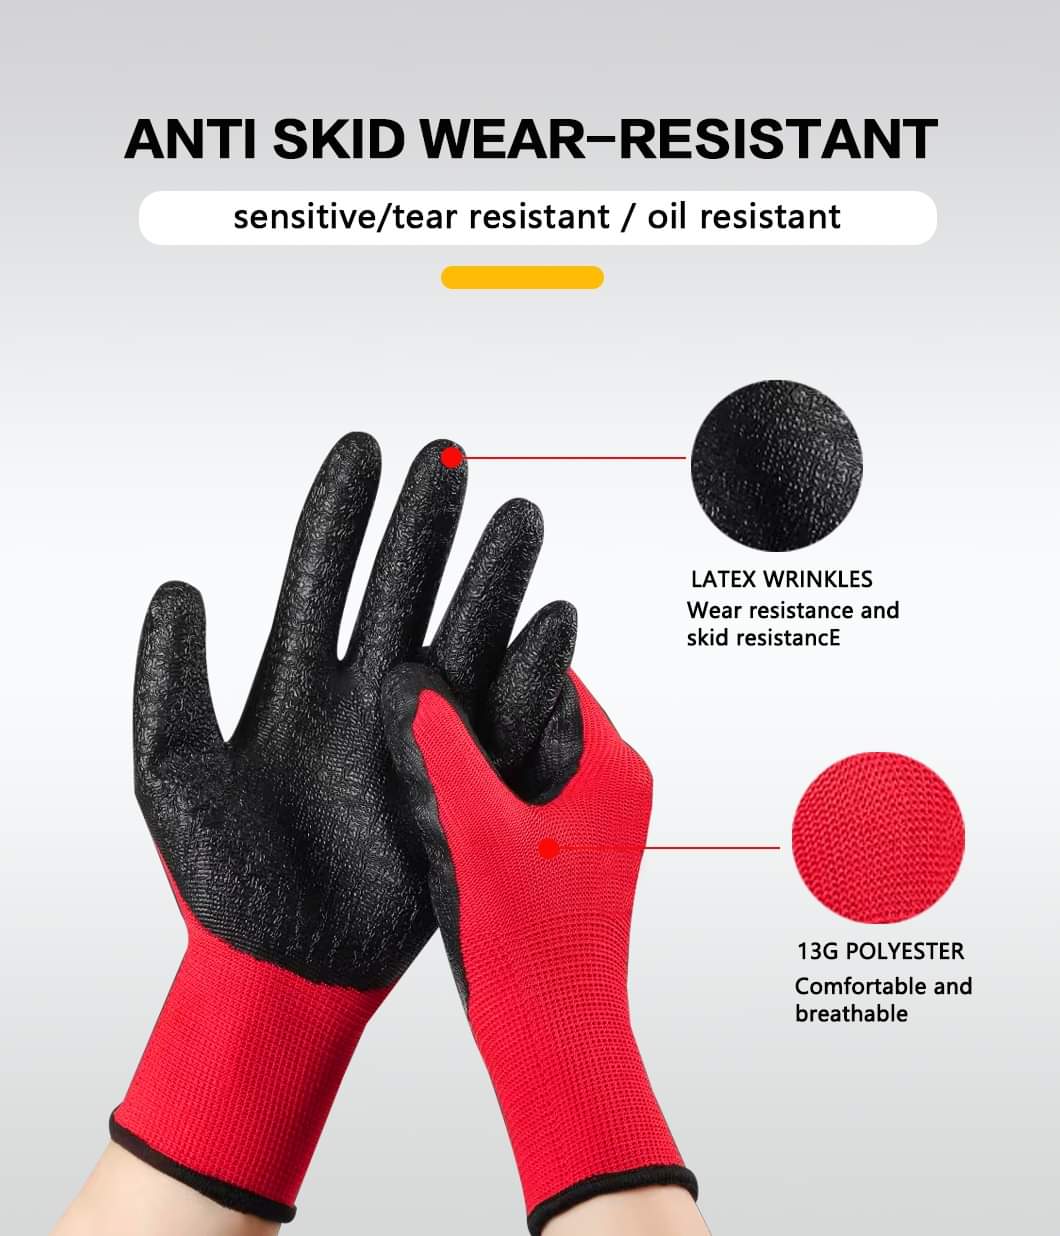 ANTI SKID WEAR-RESISTANT
sensitive/tear resistant / oil resistant
LATEX WRINKLES
Wear resistance and
skid resistancE
13G POLYESTER
Comfortable and
breathable